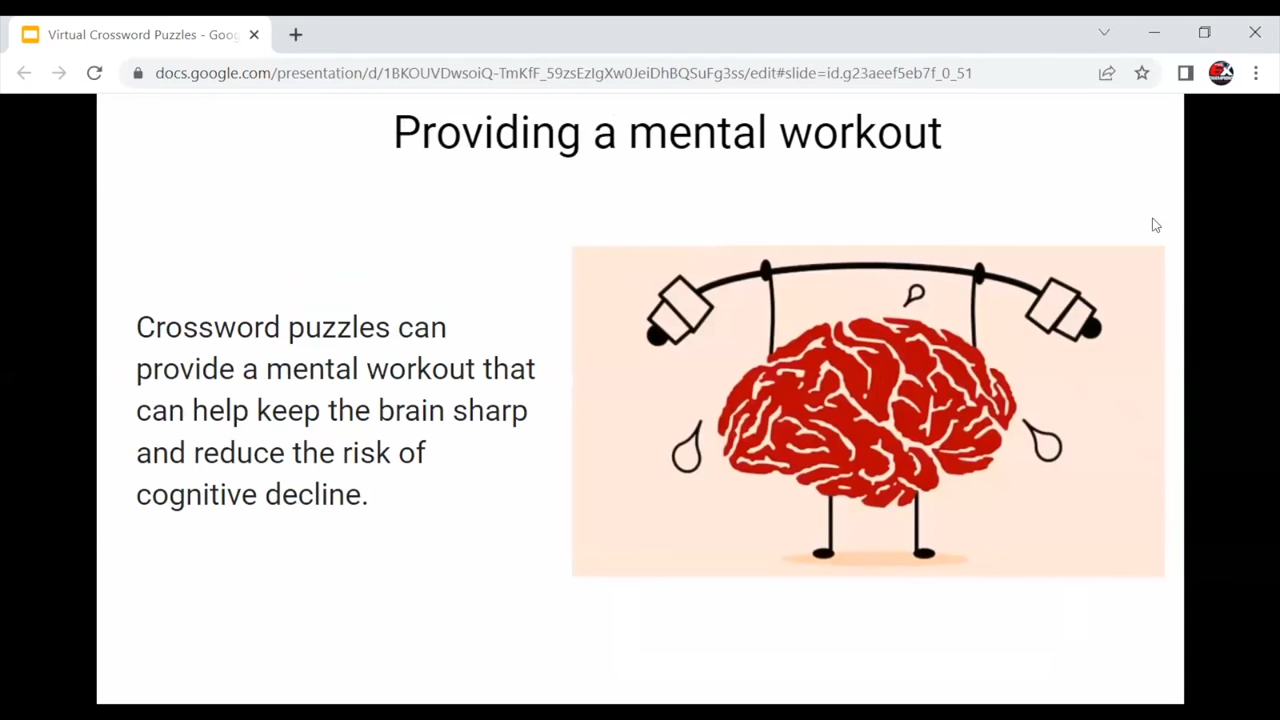 Virtual Crossword Puzzles - Goog
docs.google.com/presentation/d/1BKOUVDwsoiQ-TmKfF_59zsEzIgXw0JeiDhBQSuFg3ss/edit#slide=id.g23aeef5eb7f_0_51
Providing a mental workout
Crossword puzzles can
provide a mental workout that
can help keep the brain sharp
and reduce the risk of
cognitive decline.